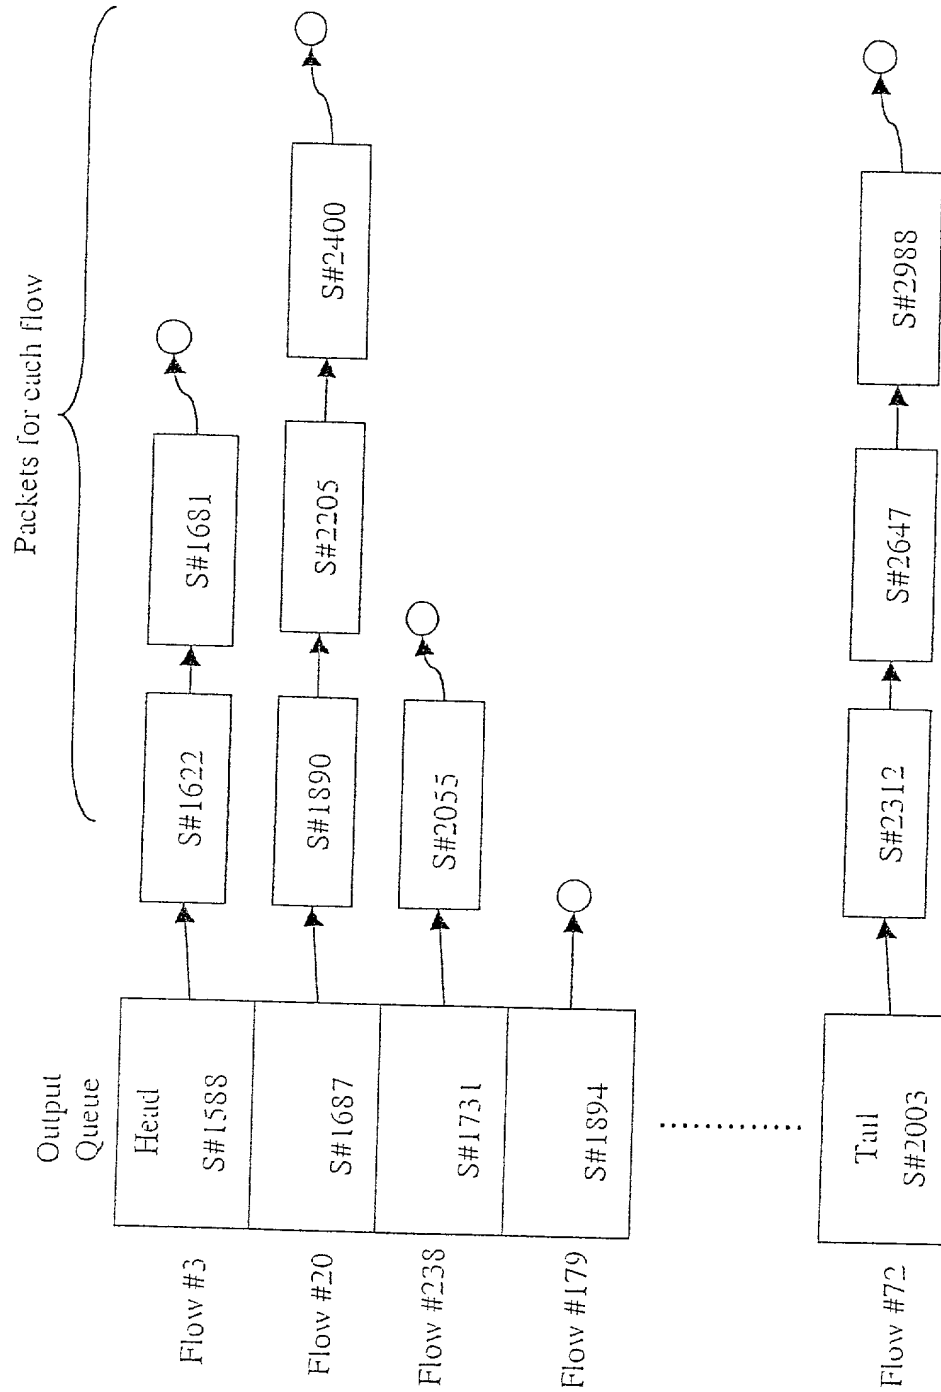 Packets for each flow
Output
Queue
Flow #3
Head
S#1588
S#1622
S#1681
Flow #20
S#1687
S#1890
S#2205
S#2400
Flow #238
S#1731
S#2055
Flow #179
S#1894
Flow #72
Tail
S#2003
S#2312
S#2647
S#2988